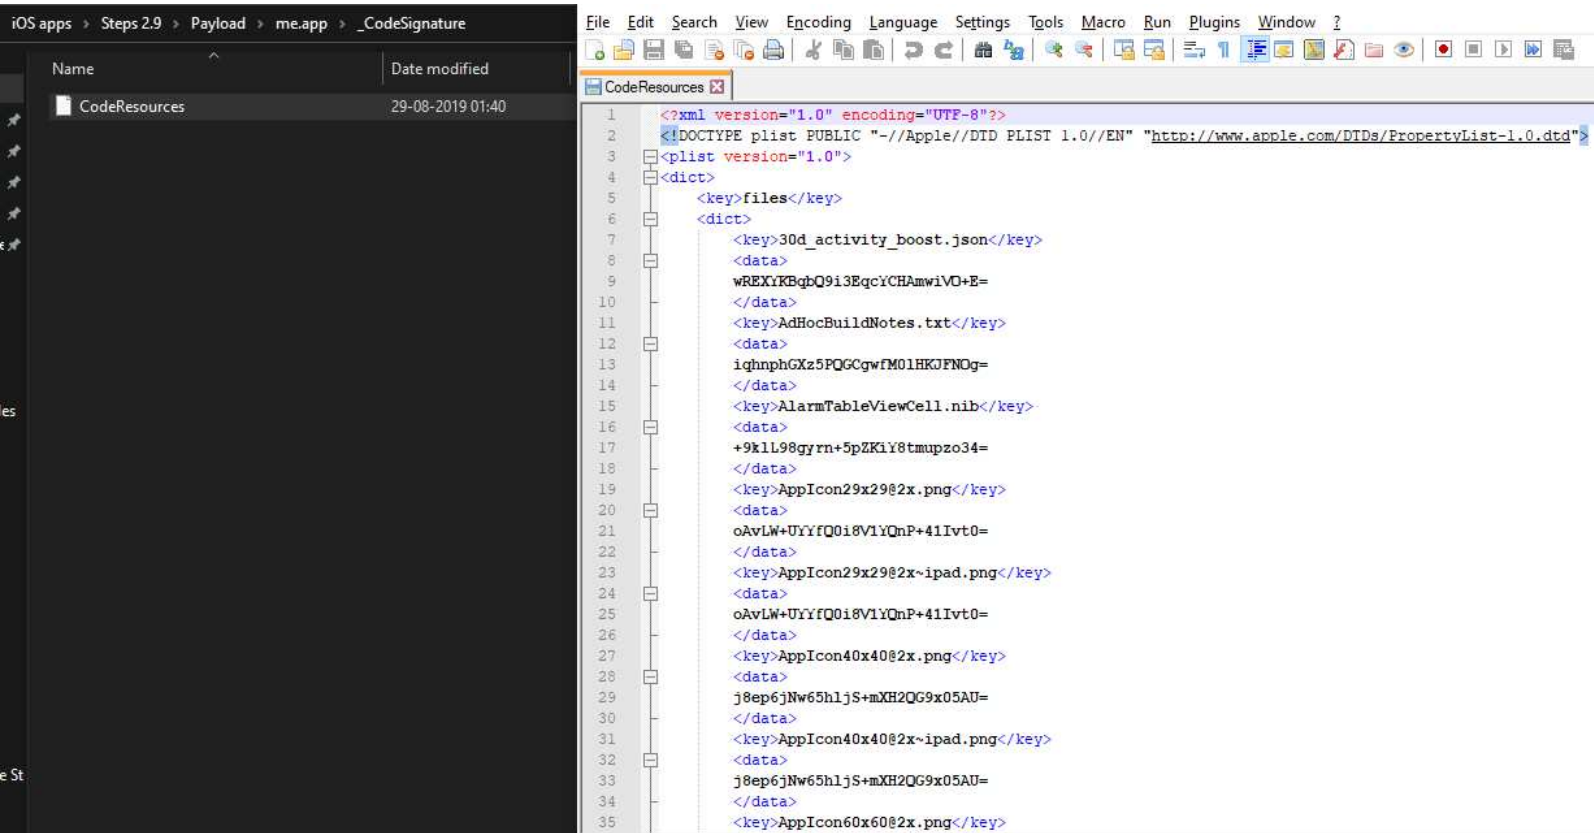 iOS apps › Steps 2.9 › Payload › me.app › _CodeSignature
Name Date modified
CodeResources 29-08-2019 01:40
les
e St
File Edit Search View Encoding Language Settings Tools Macro Run Plugins Window ?
CodeResources
1 <?xml version="1.0" encoding="UTF-8"?>
2 <!DOCTYPE plist PUBLIC "-//Apple//DTD PLIST 1.0//EN" "http://www.apple.com/DTDs/PropertyList-1.0.dtd">
3 <plist version="1.0">
4 <dict>
5 <key>files</key>
6 <dict>
7 <key>30d_activity_boost.json</key>
8 <data>
9 wREXYKBqbQ9i3EqcYCHAmwiVO+E=
10 </data>
11 <key>AdHocBuildNotes.txt</key>
12 <data>
13 iqhnphGXz5PQGCgwfM0lHKJFNOg=
14 </data>
15 <key>AlarmTableViewCell.nib</key>
16 <data>
17 +9klL98gyrn+5pZKiY8tmupzo34=
18 </data>
19 <key>AppIcon29x29@2x.png</key>
20 <data>
21 oAvLW+UYYfQ0i8V1YQnP+41Ivt0=
22 </data>
23 <key>AppIcon29x29@2x~ipad.png</key>
24 <data>
25 oAvLW+UYYfQ0i8V1YQnP+41Ivt0=
26 </data>
27 <key>AppIcon40x40@2x.png</key>
28 <data>
29 j8ep6jNw65hljS+mXH2QG9x05AU=
30 </data>
31 <key>AppIcon40x40@2x~ipad.png</key>
32 <data>
33 j8ep6jNw65hljS+mXH2QG9x05AU=
34 </data>
35 <key>AppIcon60x60@2x.png</key>